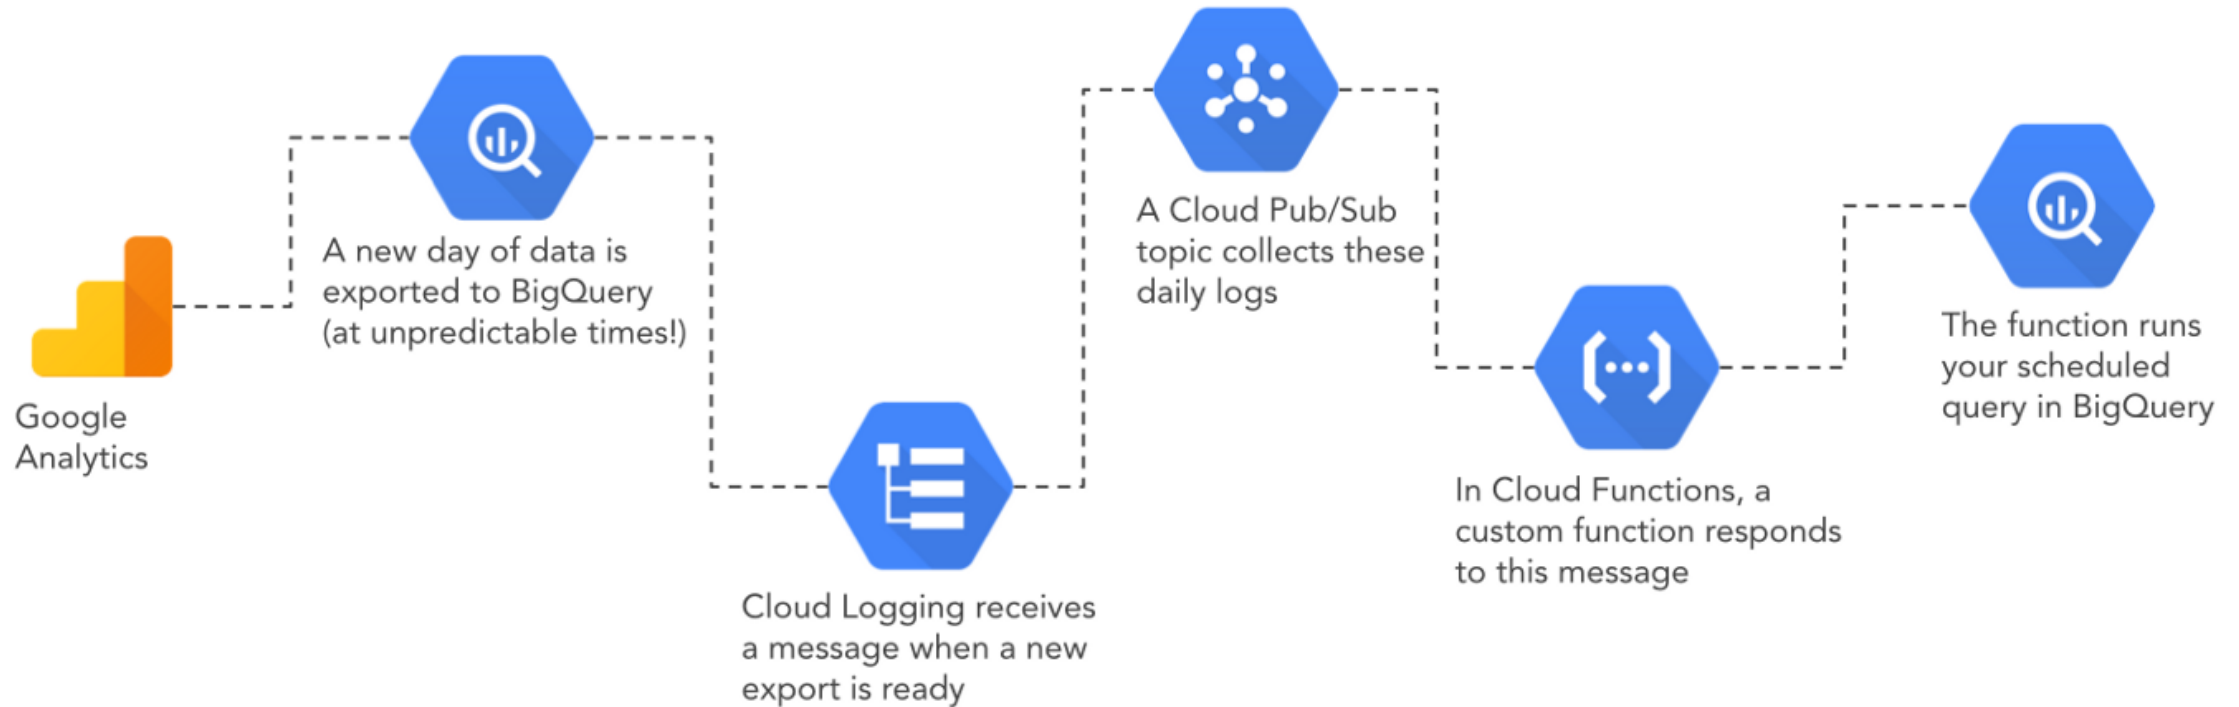 Google
Analytics
A new day of data is
exported to BigQuery
(at unpredictable times!)
Cloud Logging receives
a message when a new
export is ready
A Cloud Pub/Sub
topic collects these
daily logs
In Cloud Functions, a
custom function responds
to this message
The function runs
your scheduled
query in BigQuery